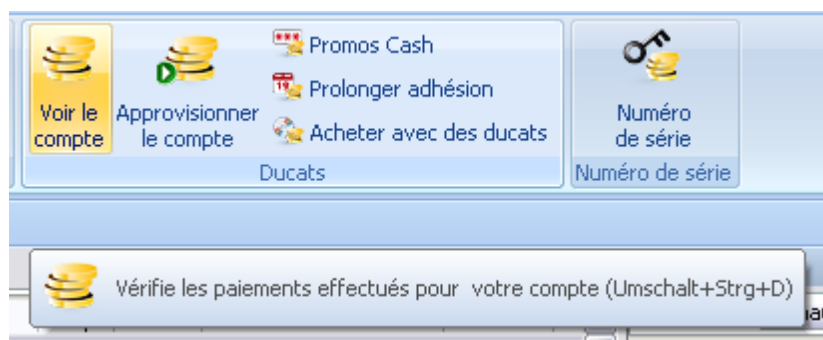 Voir le
compte
Approvisionner
le compte
Promos Cash
Prolonger adhésion
Acheter avec des ducats
Ducats
Numéro
de série
Numéro de série
Vérifie les paiements effectués pour  votre compte (Umschalt+Strg+D)